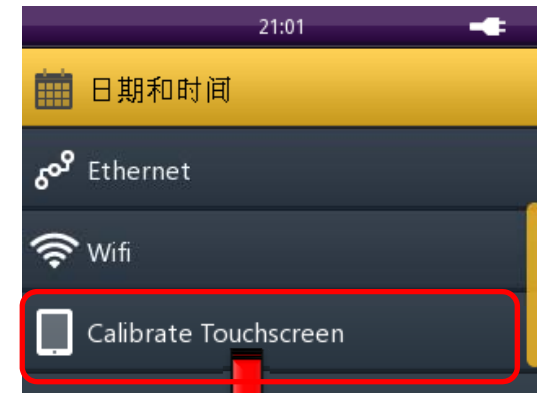 21:01
日期和时间
Ethernet
Wifi
Calibrate Touchscreen